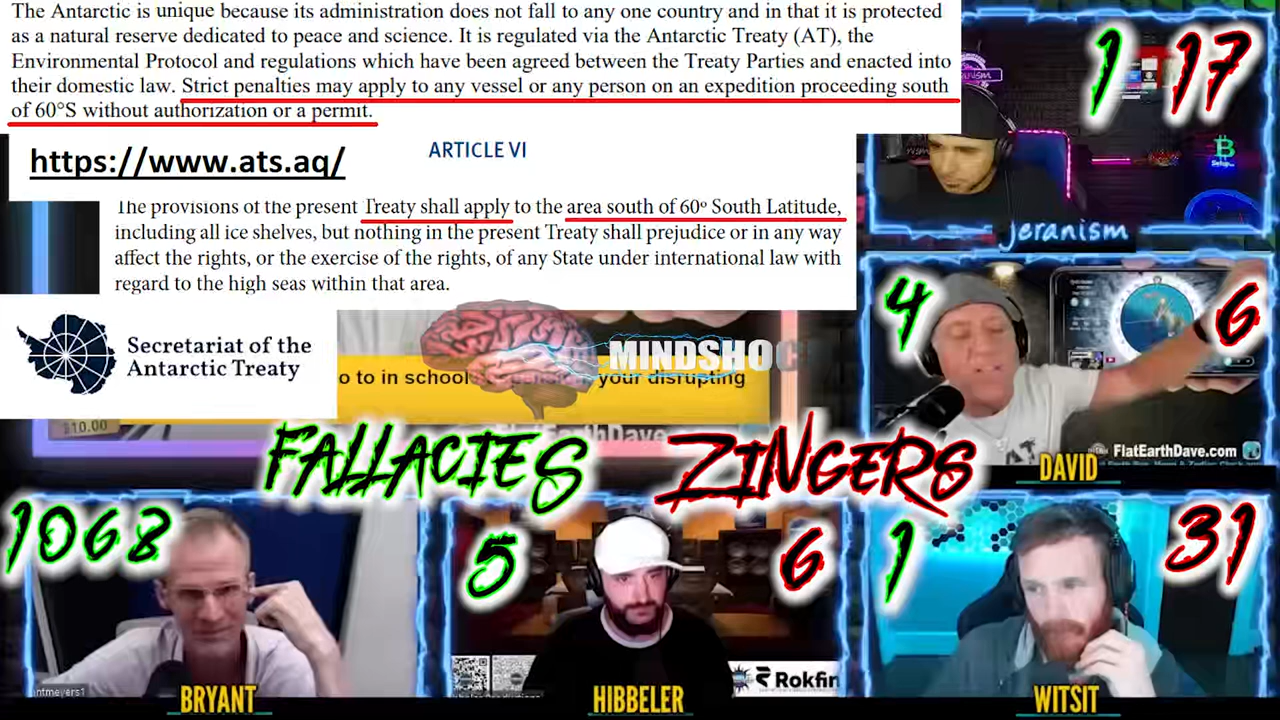 The Antarctic is unique because its administration does not fall to any one country and in that it is protected
as a natural reserve dedicated to peace and science. It is regulated via the Antarctic Treaty (AT), the
Environmental Protocol and regulations which have been agreed between the Treaty Parties and enacted into
their domestic law. Strict penalties may apply to any vessel or any person on an expedition proceeding south
of 60°S without authorization or a permit.
https://www.ats.aq/
ARTICLE VI
The provisions of the present Treaty shall apply to the area south of 60º South Latitude,
including all ice shelves, but nothing in the present Treaty shall prejudice or in any way
affect the rights, or the exercise of the rights, of any State under international law with
regard to the high seas within that area.
Secretariat of the
Antarctic Treaty
1 17
jeranism
4 6
FlatEarthDave.com
DAVID
MINDSHOC
o to in school
your disrupting
$10.00
FALLACIES ZINGERS
1068
BRYANT
5 6
Rokfin
HIBBELER
1 31
WITSIT